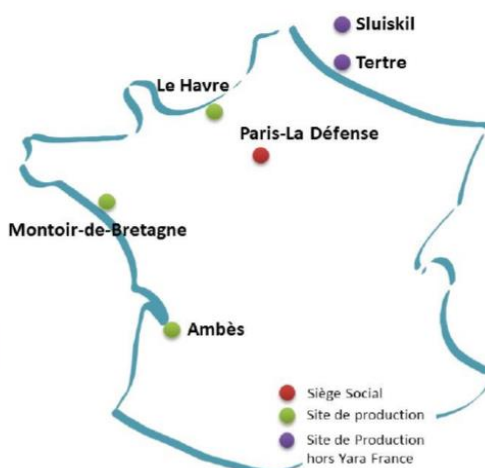 Sluiskil
Tertre
Le Havre
Paris-La Défense
Montoir-de-Bretagne
Ambès
Siège Social
Site de production
Site de Production
hors Yara France